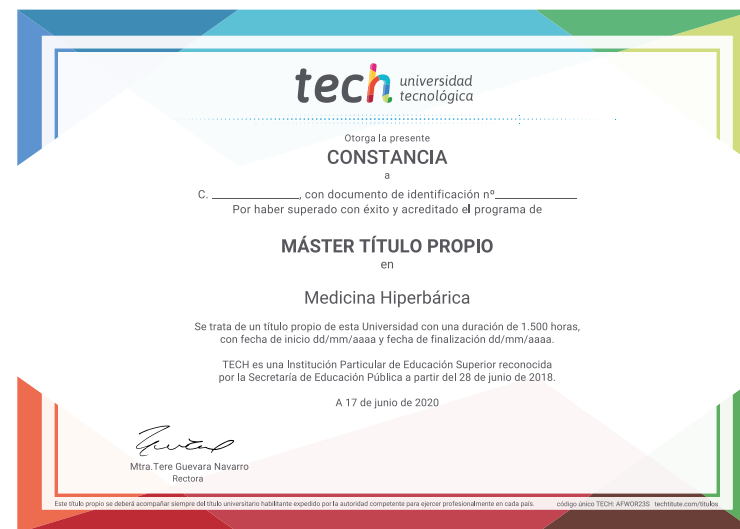 tech universidad
tecnológica
Otorga la presente
CONSTANCIA
a
C. ____________, con documento de identificación nº____________
Por haber superado con éxito y acreditado el programa de
MÁSTER TÍTULO PROPIO
en
Medicina Hiperbárica
Se trata de un título propio de esta Universidad con una duración de 1.500 horas,
con fecha de inicio dd/mm/aaaa y fecha de finalización dd/mm/aaaa.
TECH es una Institución Particular de Educación Superior reconocida
por la Secretaría de Educación Pública a partir del 28 de junio de 2018.
A 17 de junio de 2020
Mtra.Tere Guevara Navarro
Rectora
Este título propio se deberá acompañar siempre del título universitario habilitante expedido por la autoridad competente para ejercer profesionalmente en cada país. código único TECH: AFWOR23S techtitute.com/titulos